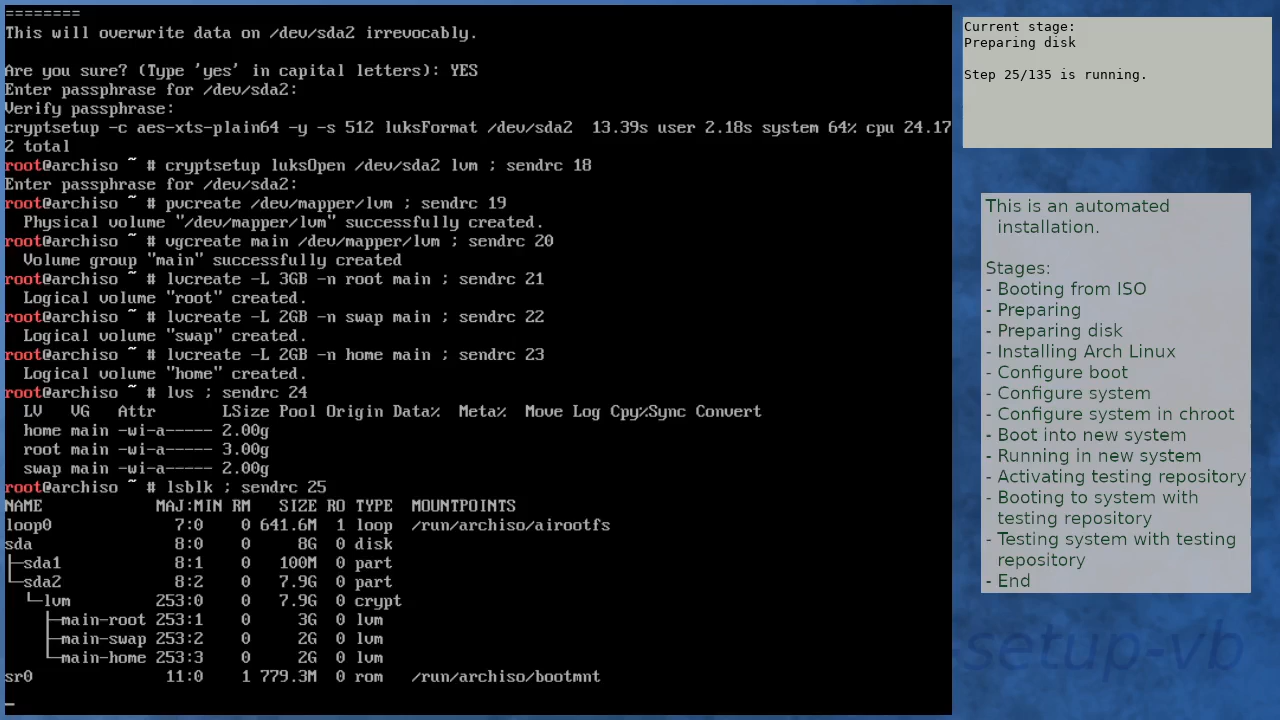 ========
This will overwrite data on /dev/sda2 irrevocably.
Are you sure? (Type 'yes' in capital letters): YES
Enter passphrase for /dev/sda2:
Verify passphrase:
cryptsetup -c aes-xts-plain64 -y -s 512 luksFormat /dev/sda2  13.39s user 2.18s system 64% cpu 24.17
2 total
root@archiso ~ # cryptsetup luksOpen /dev/sda2 lvm ; sendrc 18
Enter passphrase for /dev/sda2:
root@archiso ~ # pvcreate /dev/mapper/lvm ; sendrc 19
  Physical volume "/dev/mapper/lvm" successfully created.
root@archiso ~ # vgcreate main /dev/mapper/lvm ; sendrc 20
  Volume group "main" successfully created
root@archiso ~ # lvcreate -L 3GB -n root main ; sendrc 21
  Logical volume "root" created.
root@archiso ~ # lvcreate -L 2GB -n swap main ; sendrc 22
  Logical volume "swap" created.
root@archiso ~ # lvcreate -L 2GB -n home main ; sendrc 23
  Logical volume "home" created.
root@archiso ~ # lvs ; sendrc 24
  LV   VG   Attr       LSize Pool Origin Data%  Meta%  Move Log Cpy%Sync Convert
  home main -wi-a----- 2.00g
  root main -wi-a----- 3.00g
  swap main -wi-a----- 2.00g
root@archiso ~ # lsblk ; sendrc 25
NAME            MAJ:MIN RM   SIZE RO TYPE  MOUNTPOINTS
loop0             7:0    0 641.6M  1 loop  /run/archiso/airootfs
sda               8:0    0     8G  0 disk
├─sda1            8:1    0   100M  0 part
└─sda2            8:2    0   7.9G  0 part
  └─lvm         253:0    0   7.9G  0 crypt
    ├─main-root 253:1    0     3G  0 lvm
    ├─main-swap 253:2    0     2G  0 lvm
    └─main-home 253:3    0     2G  0 lvm
sr0              11:0    1 779.3M  0 rom   /run/archiso/bootmnt
_
Current stage:
Preparing disk
Step 25/135 is running.
This is an automated
installation.
Stages:
- Booting from ISO
- Preparing
- Preparing disk
- Installing Arch Linux
- Configure boot
- Configure system
- Configure system in chroot
- Boot into new system
- Running in new system
- Activating testing repository
- Booting to system with
testing repository
- Testing system with testing
repository
- End
-setup-vb